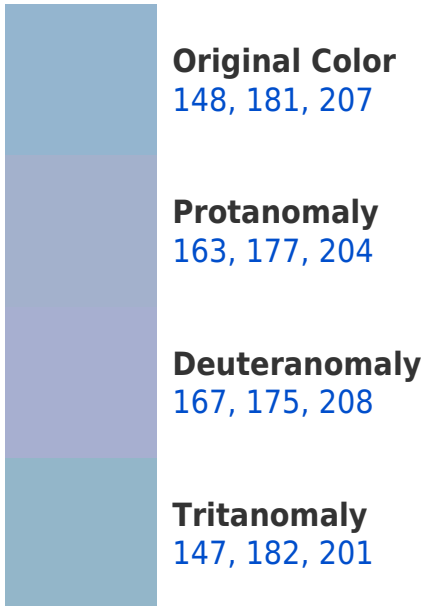 Original Color
148, 181, 207
Protanomaly
163, 177, 204
Deuteranomaly
167, 175, 208
Tritanomaly
147, 182, 201